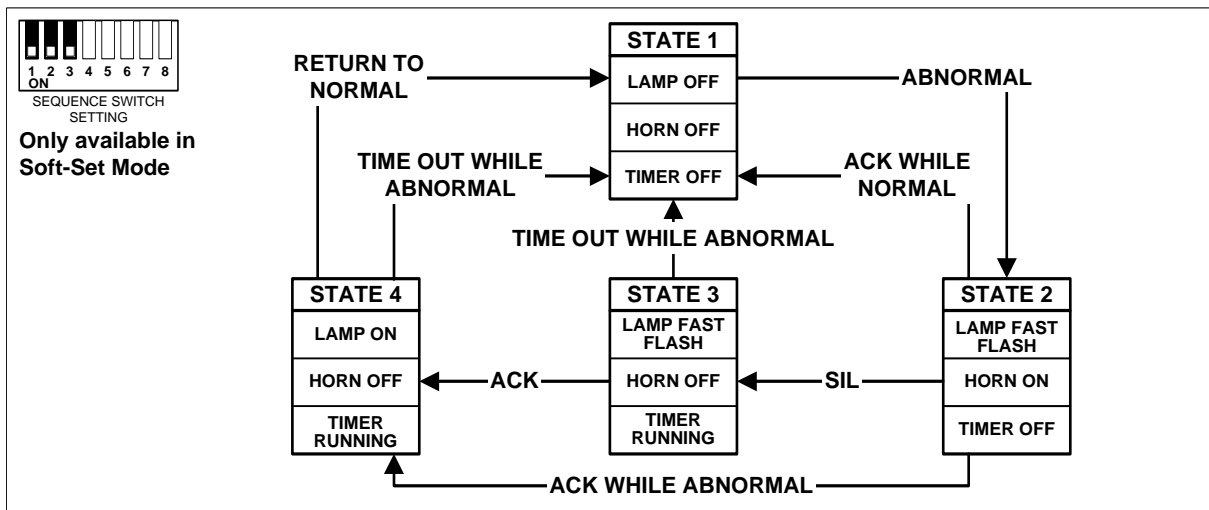 1 2 3 4 5 6 7 8
ON
SEQUENCE SWITCH
SETTING
Only available in
Soft-Set Mode
RETURN TO
NORMAL
STATE 1
LAMP OFF
HORN OFF
TIMER OFF
ABNORMAL
TIME OUT WHILE
ABNORMAL
ACK WHILE
NORMAL
TIME OUT WHILE ABNORMAL
STATE 4
LAMP ON
HORN OFF
TIMER
RUNNING
ACK
STATE 3
LAMP FAST
FLASH
HORN OFF
TIMER
RUNNING
SIL
STATE 2
LAMP FAST
FLASH
HORN ON
TIMER OFF
ACK WHILE ABNORMAL